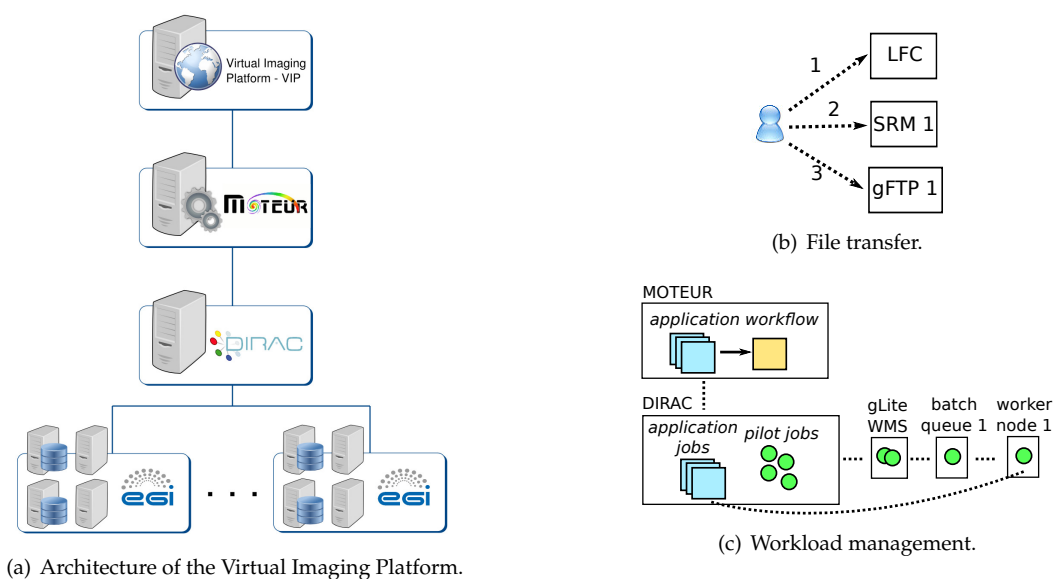 Virtual Imaging
Platform - VIP
MOTEUR
DIRAC
egi
. . .
egi
(a) Architecture of the Virtual Imaging Platform.
1
LFC
2
SRM 1
3
gFTP 1
(b) File transfer.
MOTEUR
application workflow
DIRAC
application
jobs
pilot jobs
gLite
WMS
batch
queue 1
worker
node 1
(c) Workload management.